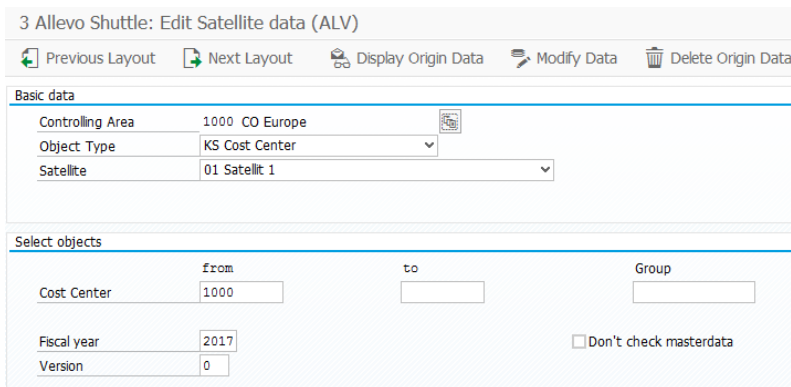 3 Allevo Shuttle: Edit Satellite data (ALV)
Previous Layout Next Layout Display Origin Data Modify Data Delete Origin Data
Basic data
Controlling Area 1000 CO Europe
Object Type KS Cost Center
Satellite 01 Satellit 1
Select objects
from to Group
Cost Center 1000
Fiscal year 2017 Don't check masterdata
Version 0